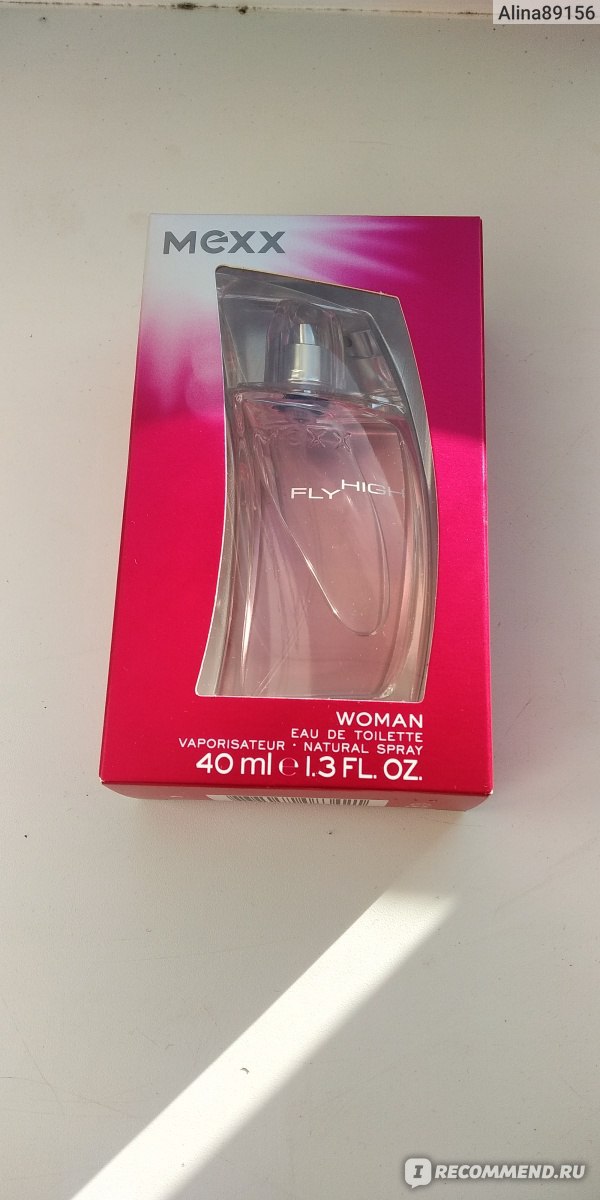 Alina89156
mexx
mexx
FLY HIGH
WOMAN
EAU DE TOILETTE
VAPORISATEUR · NATURAL SPRAY
40 ml e 1.3 FL. OZ.
IRECOMMEND.RU